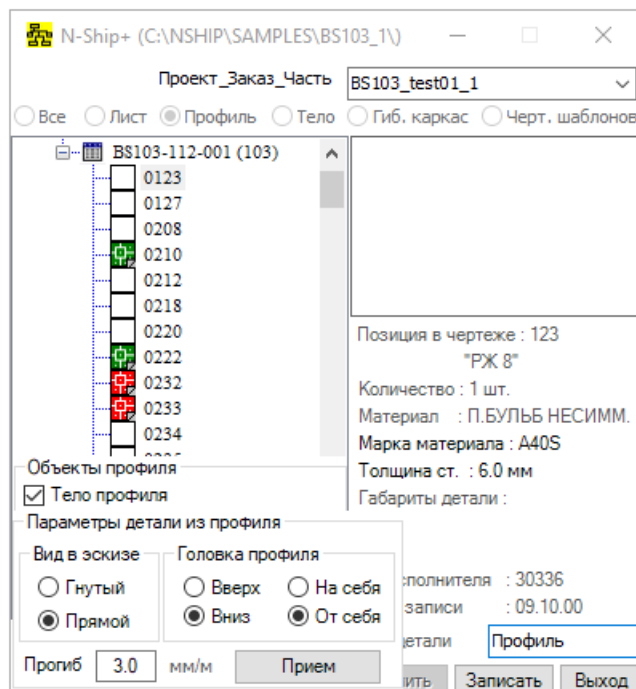 N-Ship+ (C:\NSHIP\SAMPLES\BS103_1\)
Проект_Заказ_Часть
BS103_test01_1
Все Лист Профиль Тело Гиб. каркас Черт. шаблонов
BS103-112-001 (103)
0123
0127
0208
0210
0212
0218
0220
0222
0232
0233
0234
Позиция в чертеже : 123
"РЖ 8"
Количество : 1 шт.
Материал : П.БУЛЬБ НЕСИММ.
Марка материала : A40S
Толщина ст. : 6.0 мм
Габариты детали :
Объекты профиля
Тело профиля
Параметры детали из профиля
Вид в эскизе
Гнутый
Прямой
Головка профиля
Вверх На себя
Вниз От себя
Прогиб 3.0 мм/м Прием
сполнителя : 30336
записи : 09.10.00
детали Профиль
ить Записать Выход